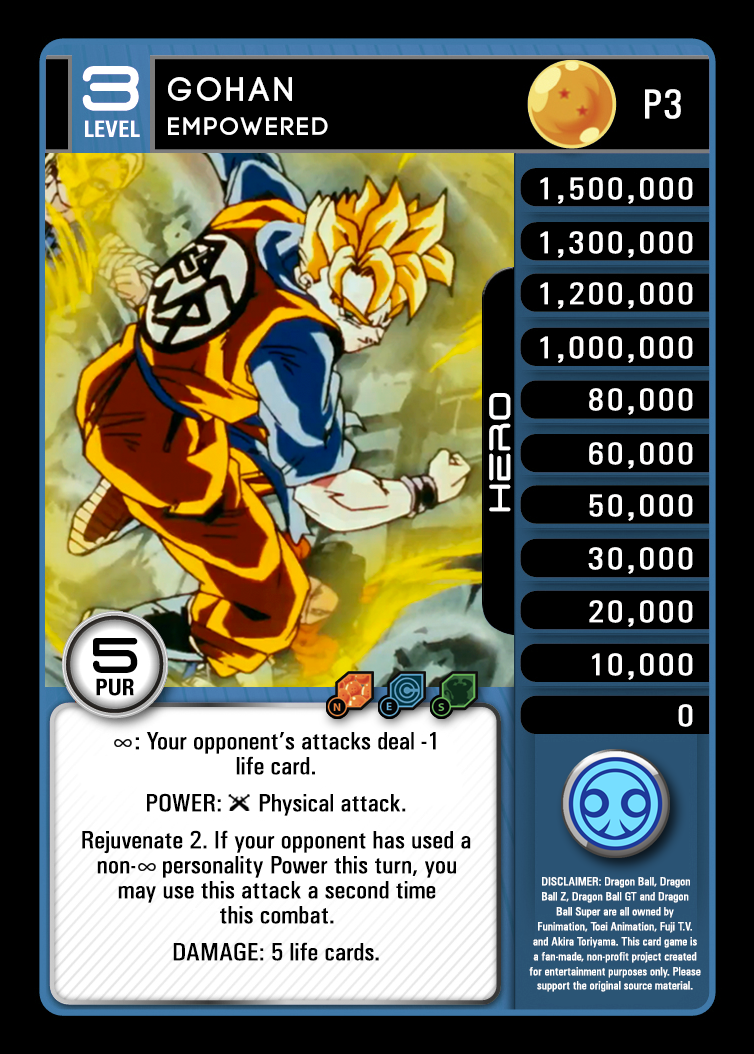 3
LEVEL
GOHAN
EMPOWERED
P3
1,500,000
1,300,000
1,200,000
1,000,000
80,000
60,000
50,000
30,000
20,000
10,000
0
HERO
5
PUR
N E S
∞: Your opponent's attacks deal -1
life card.
POWER: Physical attack.
Rejuvenate 2. If your opponent has used a
non-∞ personality Power this turn, you
may use this attack a second time
this combat.
DAMAGE: 5 life cards.
DISCLAIMER: Dragon Ball, Dragon
Ball Z, Dragon Ball GT and Dragon
Ball Super are all owned by
Funimation, Toei Animation, Fuji T.V.
and Akira Toriyama. This card game is
a fan-made, non-profit project created
for entertainment purposes only. Please
support the original source material.